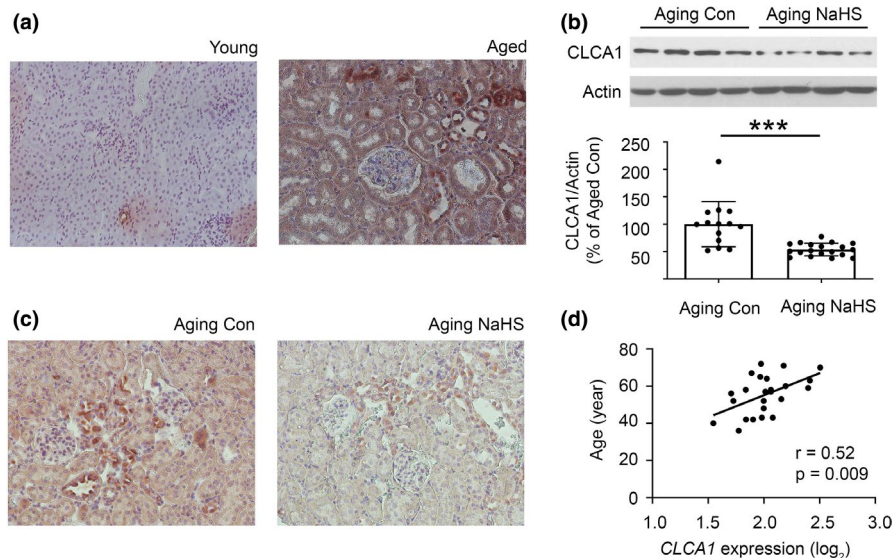 (a)
Young
Aged
(b)
Aging Con
Aging NaHS
CLCA1
Actin
***
CLCA1/Actin
(% of Aged Con)
250
200
150
100
50
Aging Con
Aging NaHS
(c)
Aging Con
Aging NaHS
(d)
Age (year)
80
60
40
20
0
r = 0.52
p = 0.009
1.0
1.5
2.0
2.5
3.0
CLCA1 expression (log₂)